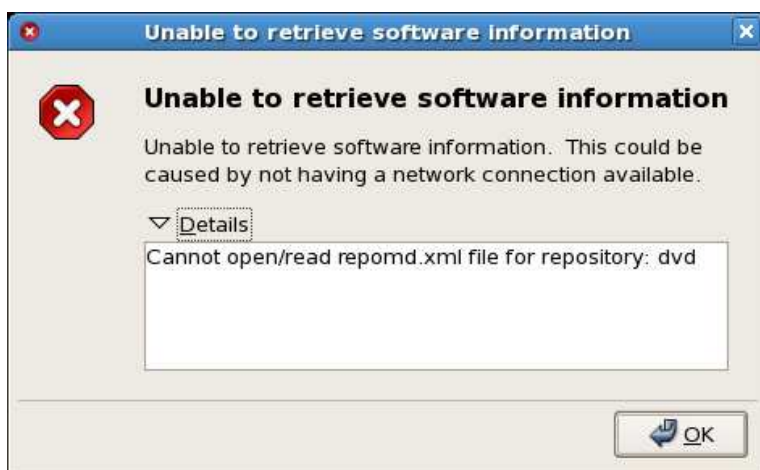 Unable to retrieve software information
Unable to retrieve software information
Unable to retrieve software information.  This could be
caused by not having a network connection available.
Details
Cannot open/read repomd.xml file for repository: dvd
OK